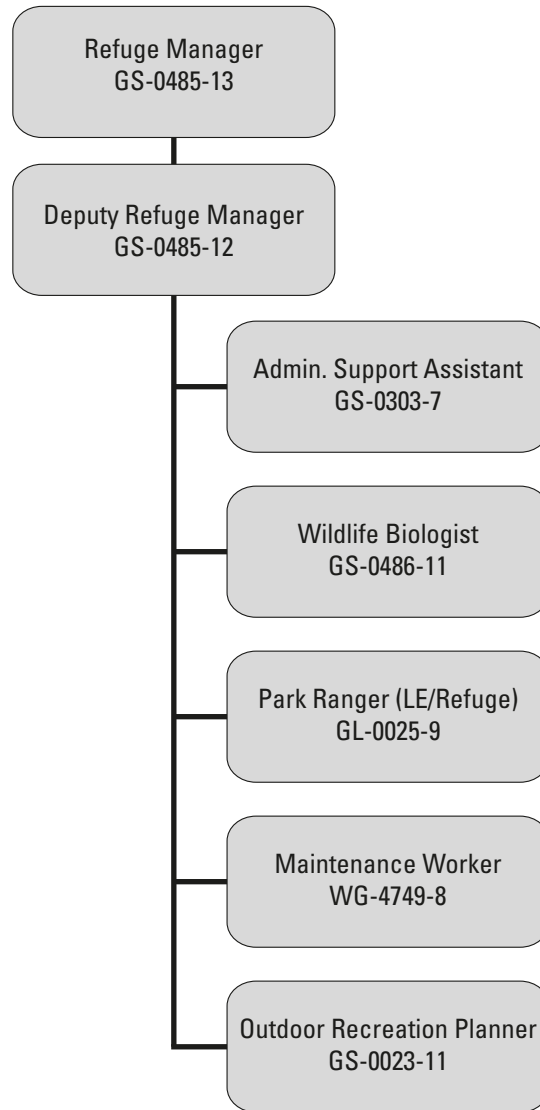 Refuge Manager
GS-0485-13
Deputy Refuge Manager
GS-0485-12
Admin. Support Assistant
GS-0303-7
Wildlife Biologist
GS-0486-11
Park Ranger (LE/Refuge)
GL-0025-9
Maintenance Worker
WG-4749-8
Outdoor Recreation Planner
GS-0023-11